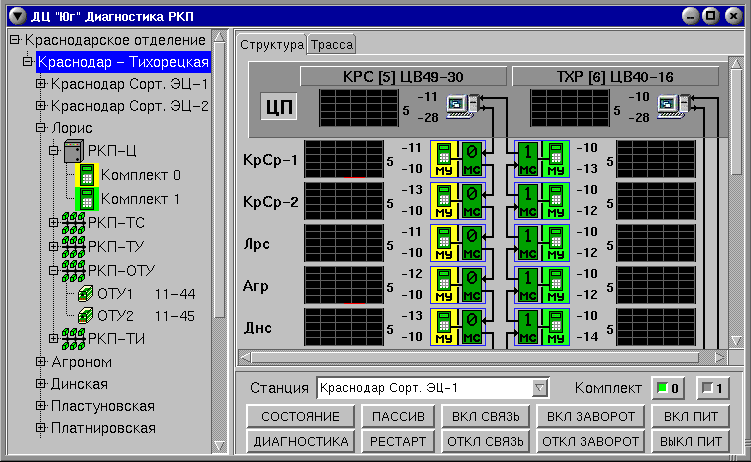 ДЦ "Юг" Диагностика РКП
Краснодарское отделение
Краснодар – Тихорецкая
Краснодар Сорт. ЭЦ–1
Краснодар Сорт. ЭЦ–2
Лорис
РКП–Ц
Комплект 0
Комплект 1
РКП–ТС
РКП–ТУ
РКП–ОТУ
ОТУ1 11–44
ОТУ2 11–45
РКП–ТИ
Агроном
Динская
Пластуновская
Платнировская
Структура Трасса
КРС [5] ЦВ49–30 ТХР [6] ЦВ40–16
ЦП 5 –11 –28 5 –10 –28
КрСр–1 5 –11 –10 МУ 0 МС 1 МС МУ –10 –13 5
КрСр–2 5 –13 –10 МУ 0 МС 1 МС МУ –10 –12 5
Лрс 5 –11 –10 МУ 0 МС 1 МС МУ –10 –12 5
Агр 5 –12 –10 МУ 0 МС 1 МС МУ –10 –12 5
Днс 5 –13 –10 МУ 0 МС 1 МС МУ –10 –14 5
Станция Краснодар Сорт. ЭЦ–1 Комплект 0 1
СОСТОЯНИЕ ПАССИВ ВКЛ СВЯЗЬ ВКЛ ЗАВОРОТ ВКЛ ПИТ
ДИАГНОСТИКА РЕСТАРТ ОТКЛ СВЯЗЬ ОТКЛ ЗАВОРОТ ВЫКЛ ПИТ